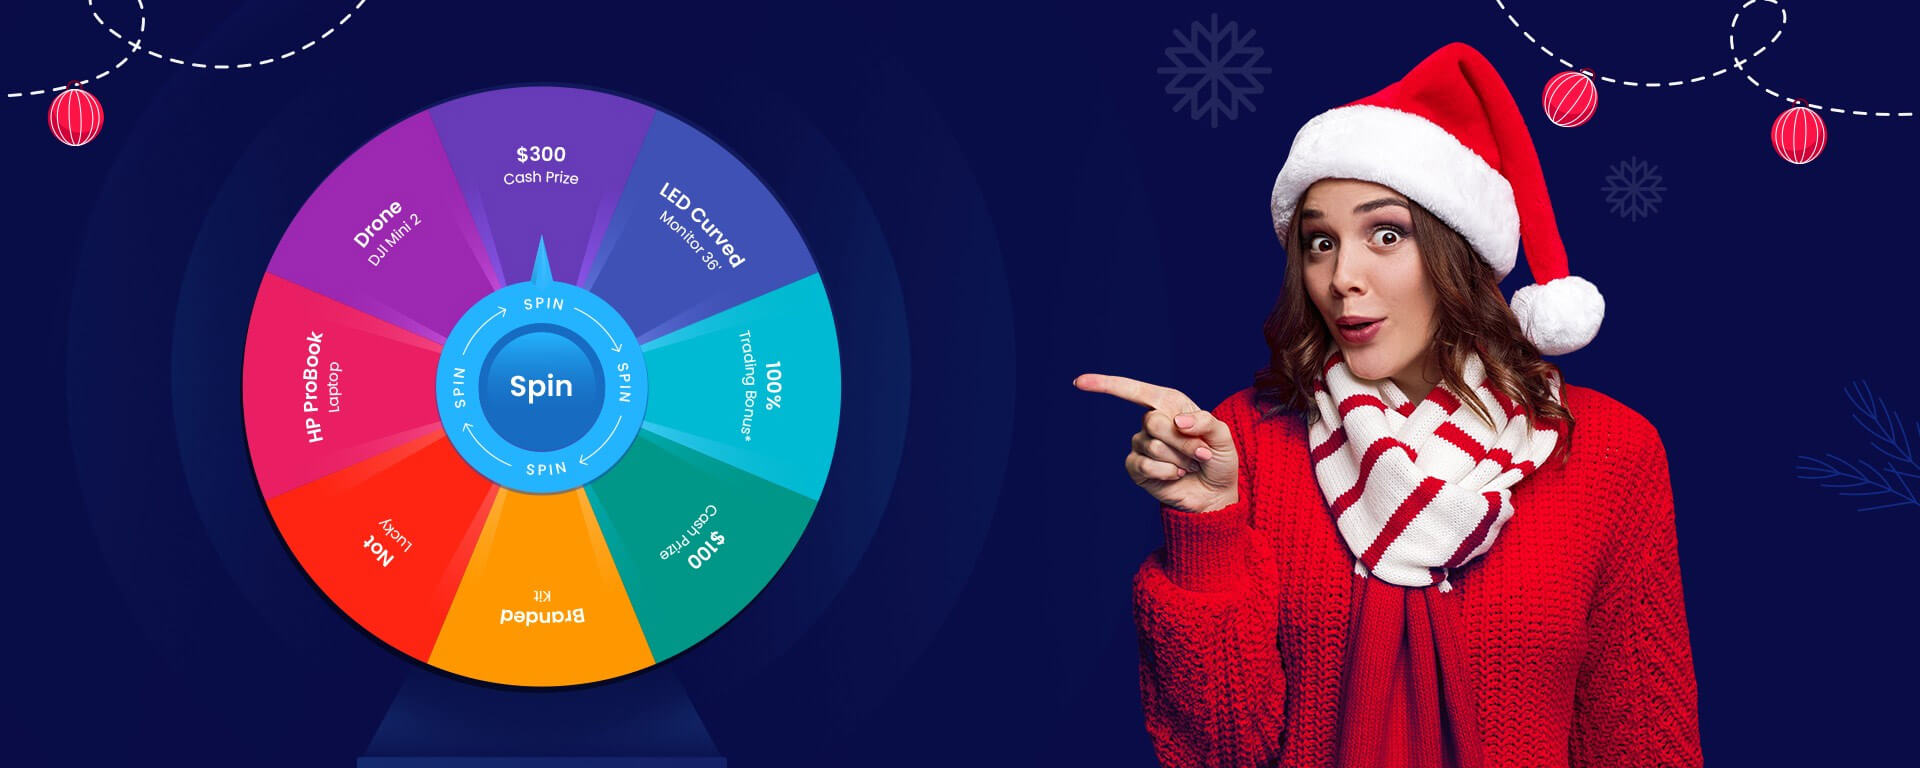 $300
Cash Prize
LED Curved
Monitor 36'
100%
Trading Bonus*
$100
Cash Prize
Branded
Kit
Not
Lucky
HP ProBook
Laptop
Drone
DJI Mini 2
SPIN
SPIN
SPIN
SPIN
Spin